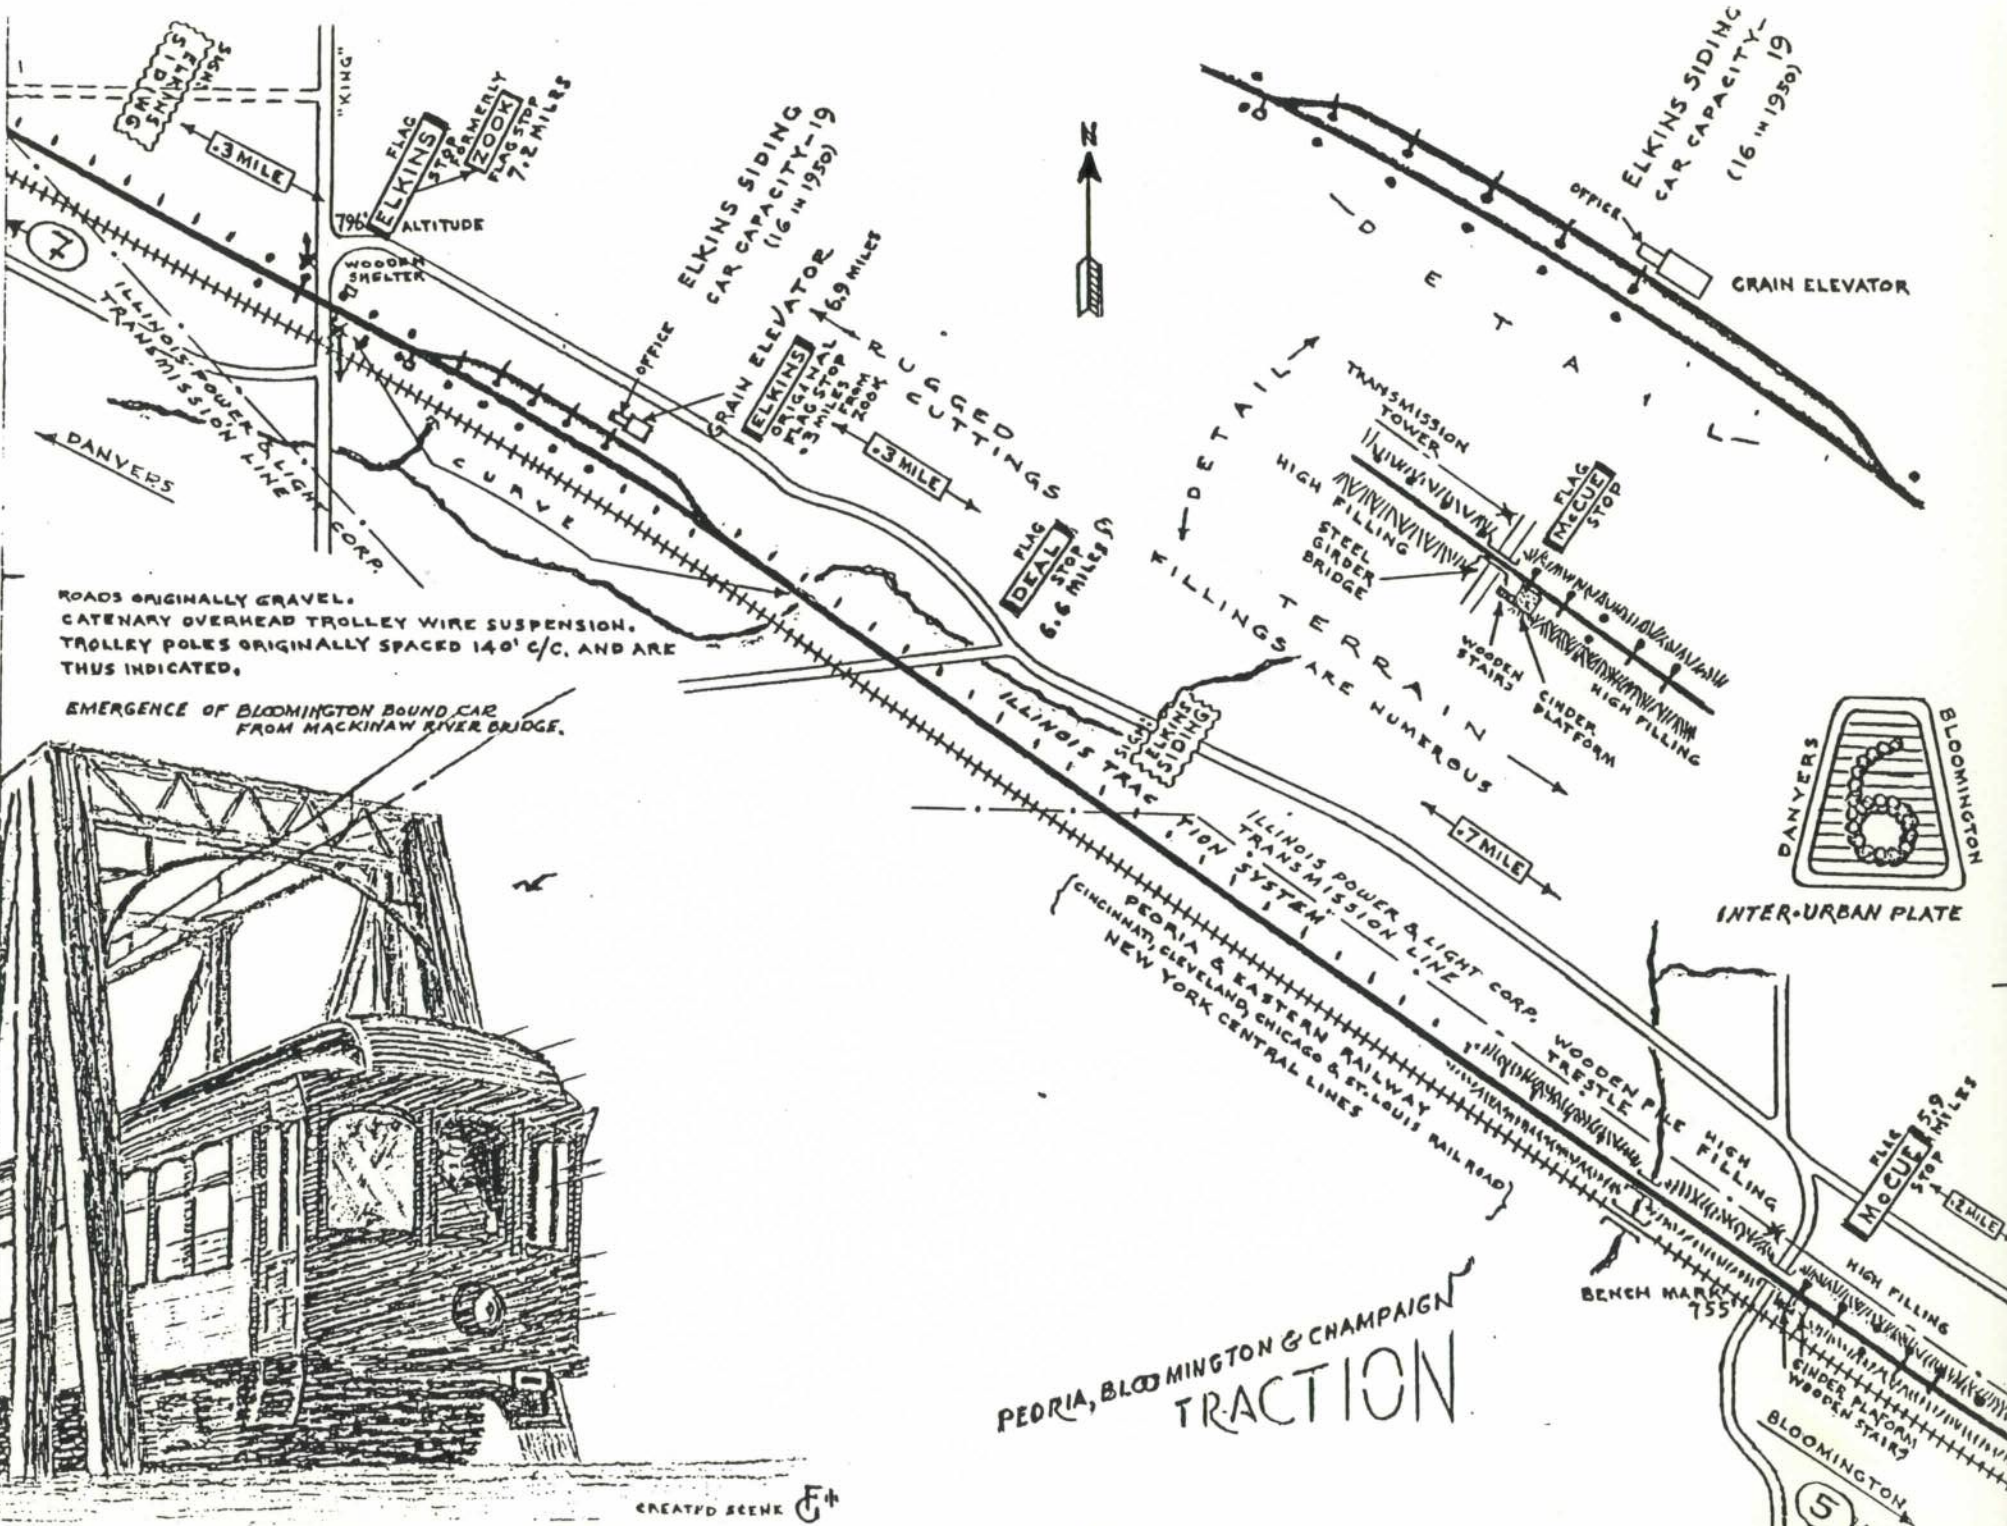 SIGN:
ELKINS
SIDING
.3 MILE
"KING"
FLAG
ELKINS
STOP
FORMERLY
ZOOK
FLAG STOP
7.2 MILES
796'
ALTITUDE
WOODEN
SHELTER
7
ILLINOIS POWER & LIGHT CORP.
TRANSMISSION LINE
DANVERS
CURVE
OFFICE
ELKINS SIDING
CAR CAPACITY-19
(16 IN 1950)
GRAIN ELEVATOR
6.9 MILES
ELKINS
ORIGINAL
FLAG STOP
.3 MILES
FROM
ZOOK
RUGGED
CUTTINGS
.3 MILE
FLAG
DEAL
STOP
6.6 MILES
N
ELKINS SIDING
CAR CAPACITY-19
(16 IN 1950)
OFFICE
GRAIN ELEVATOR
-DETAIL-
DETAIL
TRANSMISSION
TOWER
HIGH
FILLING
STEEL
GIRDER
BRIDGE
FLAG
McCUE
STOP
WOODEN
STAIRS
CINDER
PLATFORM
HIGH FILLING
TERRAIN
FILLINGS ARE NUMEROUS
ROADS ORIGINALLY GRAVEL.
CATENARY OVERHEAD TROLLEY WIRE SUSPENSION.
TROLLEY POLES ORIGINALLY SPACED 140' C/C. AND ARE
THUS INDICATED.
EMERGENCE OF BLOOMINGTON BOUND CAR
FROM MACKINAW RIVER BRIDGE.
SIGN:
ELKINS
SIDING
ILLINOIS TRACTION SYSTEM
ILLINOIS POWER & LIGHT CORP.
TRANSMISSION LINE
.7 MILE
DANVERS
6
BLOOMINGTON
INTER-URBAN PLATE
PEORIA & EASTERN RAILWAY
(CINCINNATI, CLEVELAND, CHICAGO & ST. LOUIS RAIL ROAD)
NEW YORK CENTRAL LINES
WOODEN PILE
TRESTLE
HIGH
FILLING
FLAG
McCUE
STOP
5.9
MILES
.2 MILE
BENCH MARK
755'
HIGH FILLING
CINDER PLATFORM
WOODEN STAIRS
BLOOMINGTON
5
PEORIA, BLOOMINGTON & CHAMPAIGN
TRACTION
CREATED SCENE